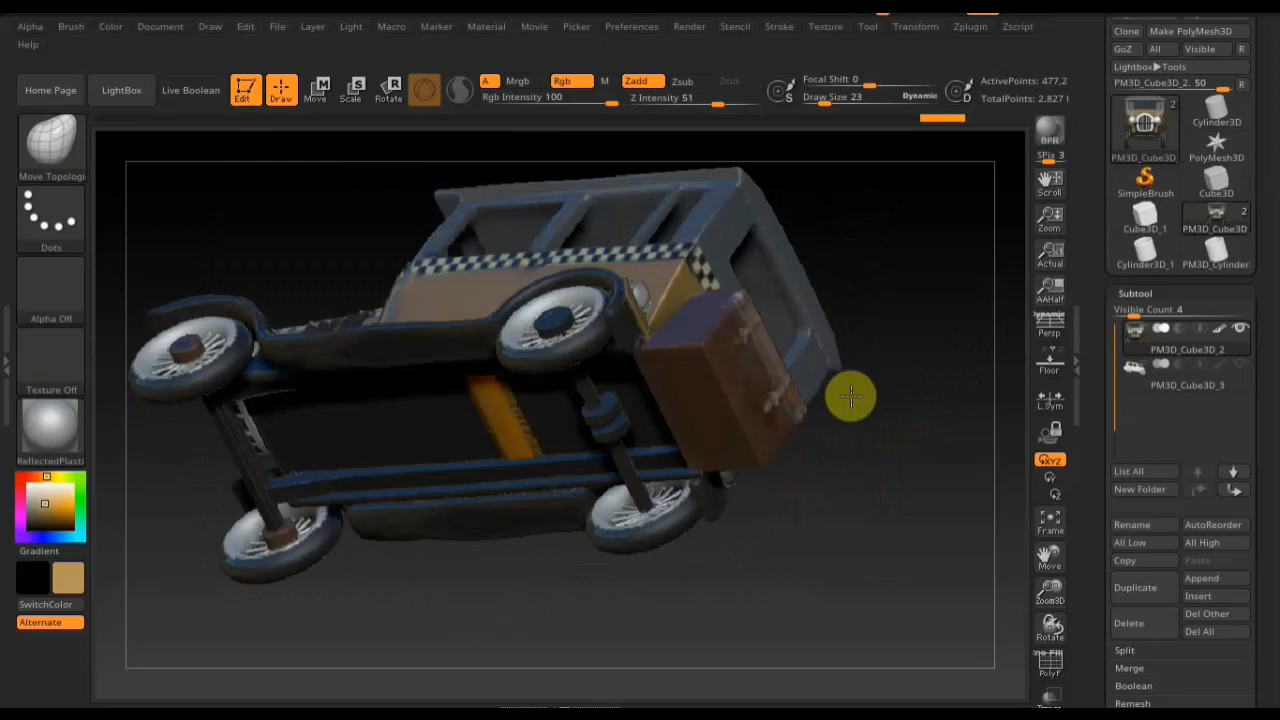 Alpha Brush Color Document Draw Edit File Layer Light Macro Marker Material Movie Picker Preferences Render Stencil Stroke Texture Tool Transform Zplugin Zscript
Help
Home Page
LightBox
Live Boolean
Edit
Draw
Move
Scale
Rotate
A Mrgb Rgb M Zadd Zsub Zcut
Rgb Intensity 100 Z Intensity 51
S
Focal Shift 0
Draw Size 23 Dynamic
D
ActivePoints: 477,2
TotalPoints: 2.827
Move Topologi
Dots
Alpha Off
Texture Off
ReflectedPlasti
Gradient
SwitchColor
Alternate
BPR
SPix 3
Scroll
Zoom
Actual
AAHalf
Dynamic
Persp
Floor
L.Sym
XYZ
Frame
Move
Zoom3D
Rotate
PolyF
Clone Make PolyMesh3D
GoZ All Visible R
Lightbox▶Tools
PM3D_Cube3D_2. 50 R
2
PM3D_Cube3D_
Cylinder3D
PolyMesh3D
SimpleBrush
Cube3D
2
Cube3D_1
PM3D_Cube3D_
Cylinder3D_1
PM3D_Cylinder.
Subtool
Visible Count 4
PM3D_Cube3D_2
PM3D_Cube3D_3
List All
New Folder
Rename AutoReorder
All Low All High
Copy Paste
Duplicate Append
Insert
Delete Del Other
Del All
Split
Merge
Boolean
Remesh